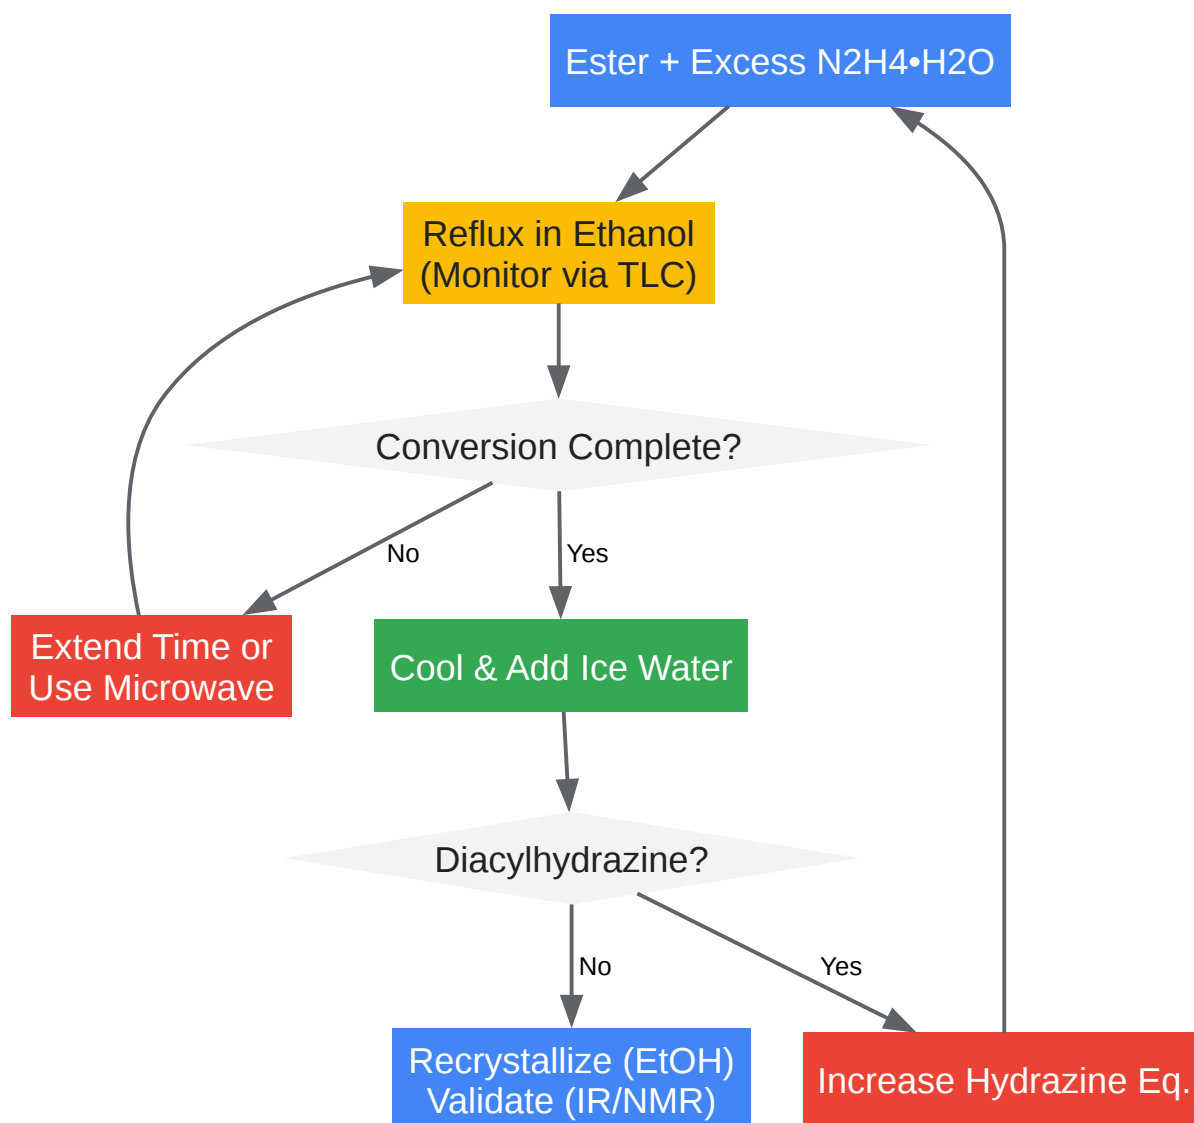 Ester + Excess N2H4•H2O
Reflux in Ethanol
(Monitor via TLC)
Conversion Complete?
No
Yes
Extend Time or
Use Microwave
Cool & Add Ice Water
Diacylhydrazine?
No
Yes
Recrystallize (EtOH)
Validate (IR/NMR)
Increase Hydrazine Eq.